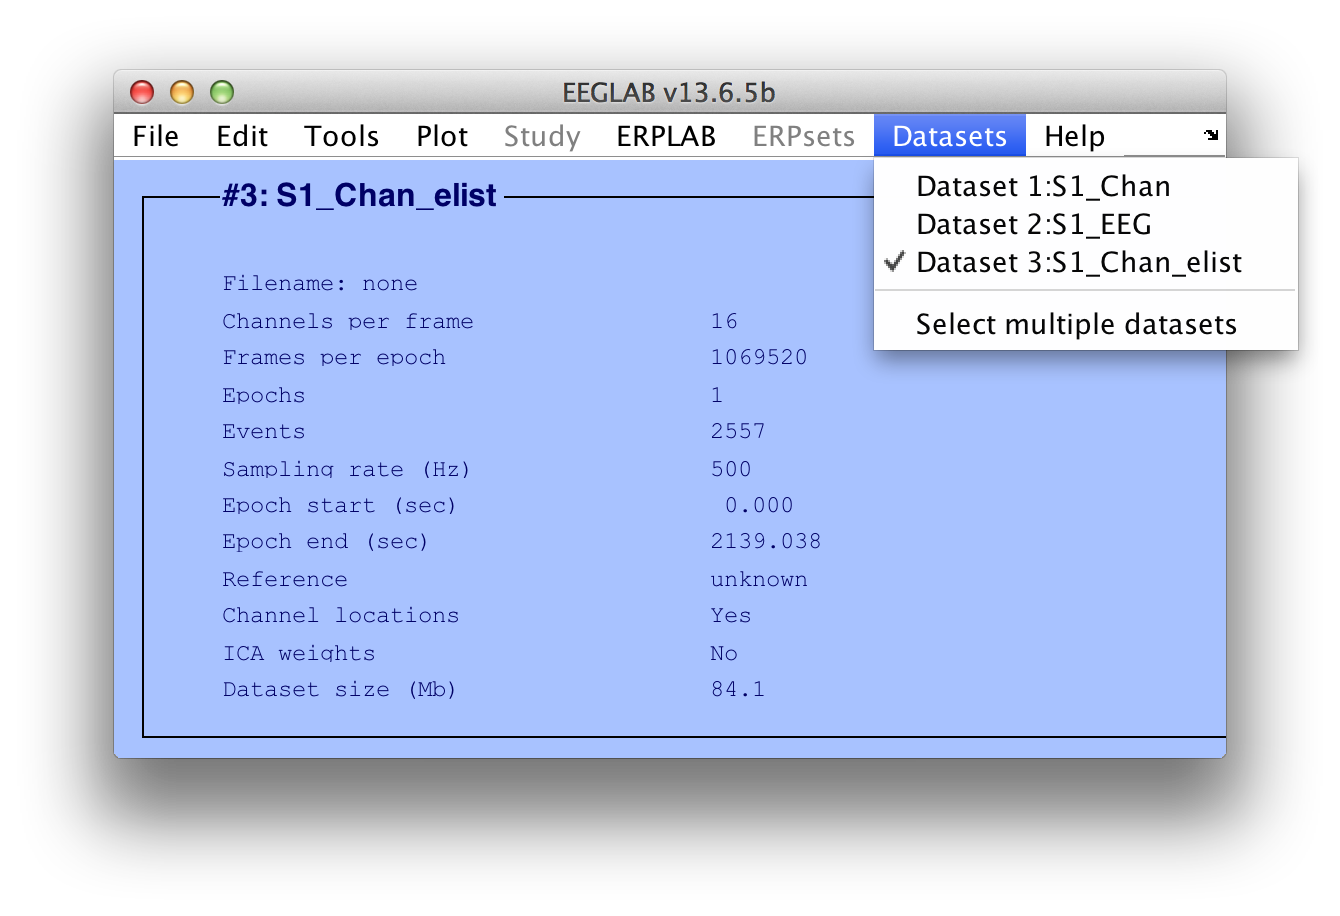 EEGLAB v13.6.5b
File Edit Tools Plot Study ERPLAB ERPsets Datasets Help
#3: S1_Chan_elist
Dataset 1:S1_Chan
Dataset 2:S1_EEG
Dataset 3:S1_Chan_elist
Select multiple datasets
Filename: none
Channels per frame 16
Frames per epoch 1069520
Epochs 1
Events 2557
Sampling rate (Hz) 500
Epoch start (sec) 0.000
Epoch end (sec) 2139.038
Reference unknown
Channel locations Yes
ICA weights No
Dataset size (Mb) 84.1